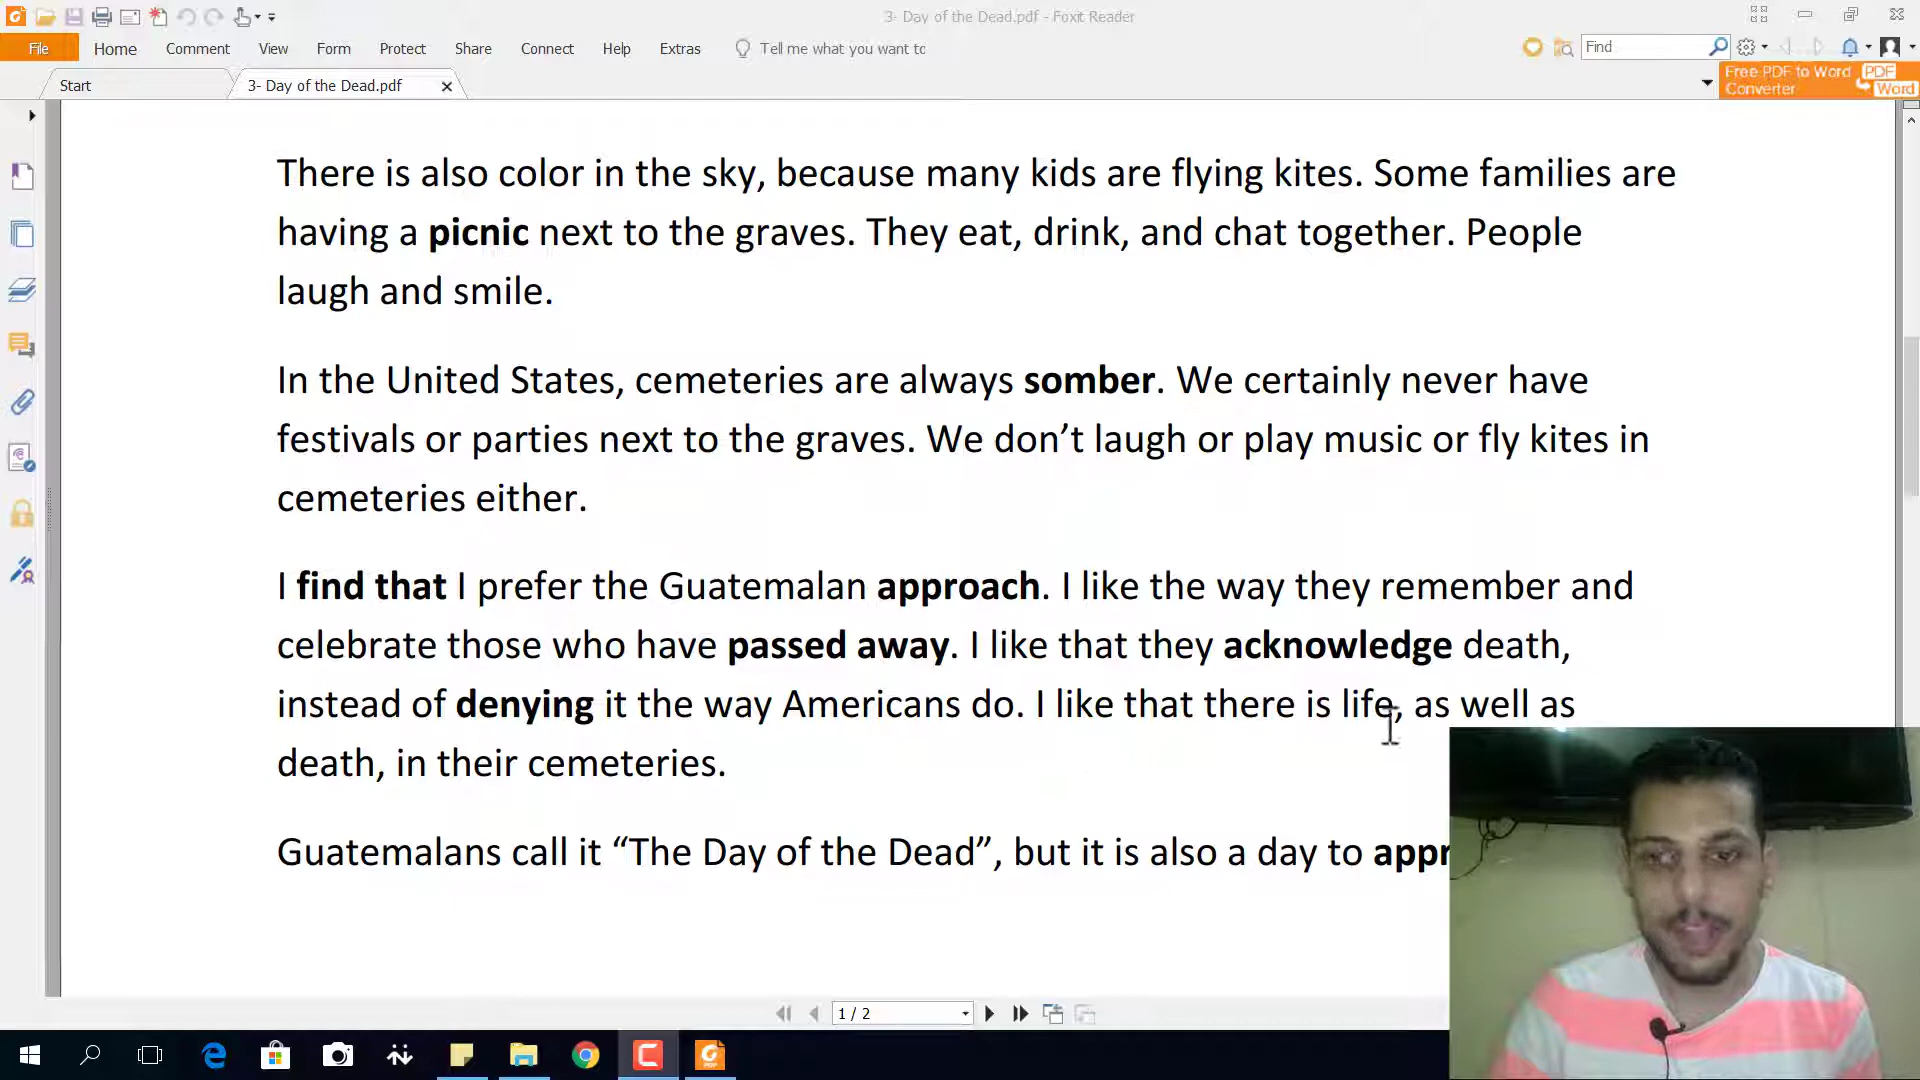 3- Day of the Dead.pdf - Foxit Reader
File Home Comment View Form Protect Share Connect Help Extras Tell me what you want to Find
Start 3- Day of the Dead.pdf
Free PDF to Word Converter PDF Word
There is also color in the sky, because many kids are flying kites. Some families are
having a picnic next to the graves. They eat, drink, and chat together. People
laugh and smile.
In the United States, cemeteries are always somber. We certainly never have
festivals or parties next to the graves. We don’t laugh or play music or fly kites in
cemeteries either.
I find that I prefer the Guatemalan approach. I like the way they remember and
celebrate those who have passed away. I like that they acknowledge death,
instead of denying it the way Americans do. I like that there is life, as well as
death, in their cemeteries.
Guatemalans call it “The Day of the Dead”, but it is also a day to
1 / 2